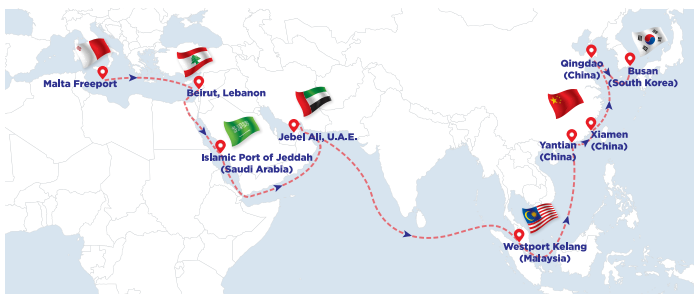 Malta Freeport
Beirut, Lebanon
Islamic Port of Jeddah
(Saudi Arabia)
Jebel Ali, U.A.E.
Westport Kelang
(Malaysia)
Yantian
(China)
Xiamen
(China)
Qingdao
(China)
Busan
(South Korea)